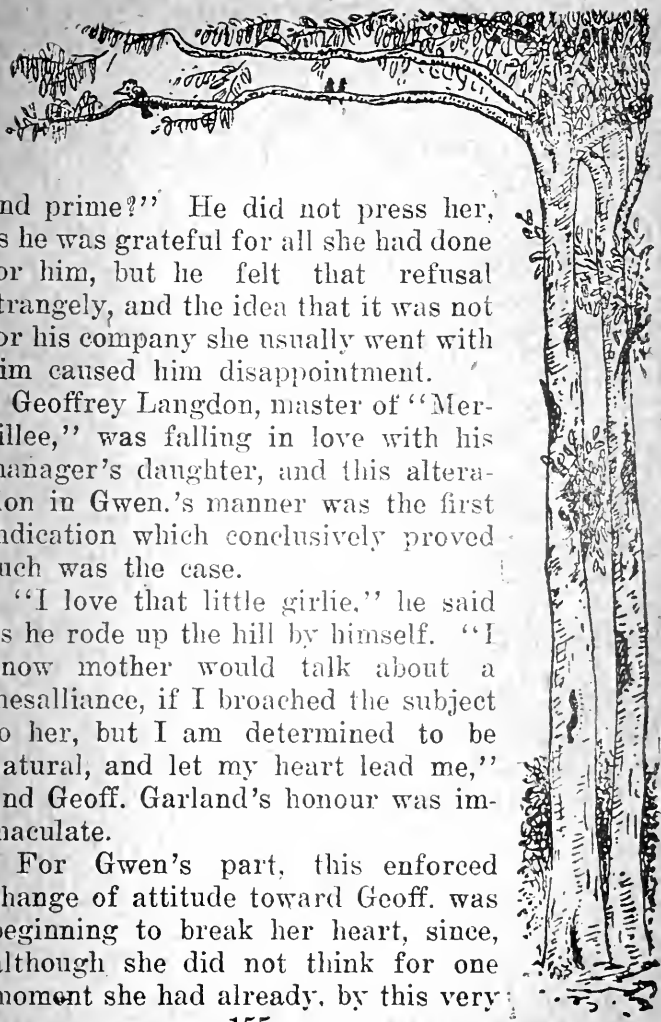 nd prime?" He did not press her,
s he was grateful for all she had done
or him, but he felt that refusal
trangely, and the idea that it was not
or his company she usually went with
im caused him disappointment.
Geoffrey Langdon, master of "Mer-
illee," was falling in love with his
nanager's daughter, and this altera-
ion in Gwen.'s manner was the first
ndication which conclusively proved
uch was the case.
"I love that little girlie," he said
s he rode up the hill by himself. "I
now mother would talk about a
nesalliance, if I broached the subject
o her, but I am determined to be
atural, and let my heart lead me,"
nd Geoff. Garland's honour was im-
naculate.
For Gwen's part, this enforced
hange of attitude toward Geoff. was
beginning to break her heart, since,
although she did not think for one
moment she had already, by this very
155